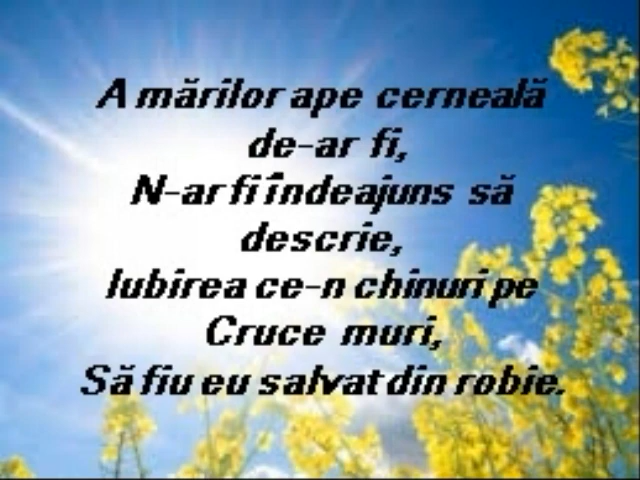 A mărilor ape cerneală
de-ar fi,
N-ar fi îndeajuns să
descrie,
Iubirea ce-n chinuri pe
Cruce muri,
Să fiu eu salvat din robie.